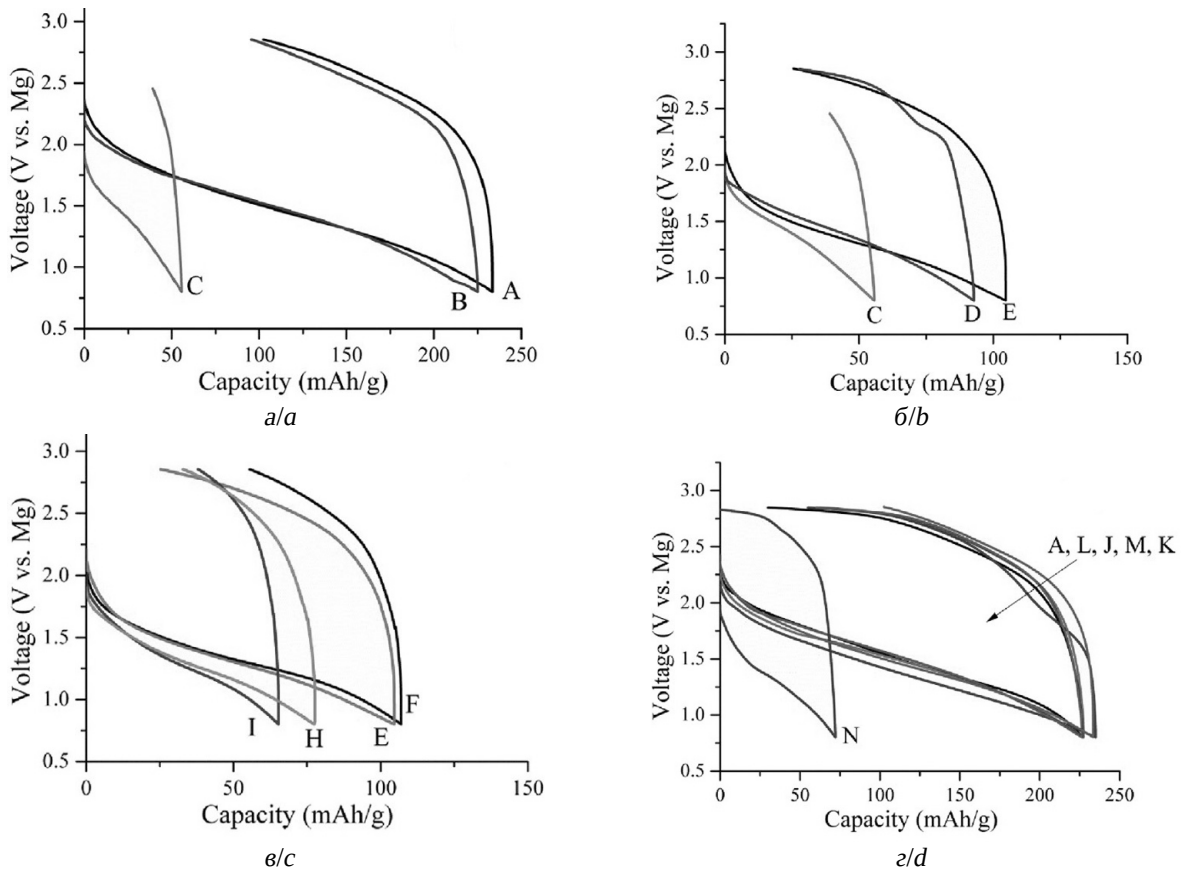 Voltage (V vs. Mg)
3.0
2.5
2.0
1.5
1.0
0.5
C
B
A
0
50
100
150
200
250
Capacity (mAh/g)
а/a
Voltage (V vs. Mg)
3.0
2.5
2.0
1.5
1.0
0.5
C
D
E
0
50
100
150
Capacity (mAh/g)
б/b
Voltage (V vs. Mg)
3.0
2.5
2.0
1.5
1.0
0.5
I
H
E
F
0
50
100
150
Capacity (mAh/g)
в/c
Voltage (V vs. Mg)
3.0
2.5
2.0
1.5
1.0
0.5
A, L, J, M, K
N
0
50
100
150
200
250
Capacity (mAh/g)
г/d